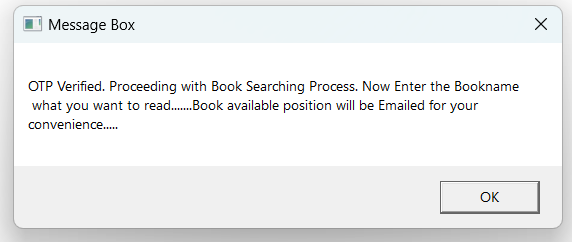 Message Box
OTP Verified. Proceeding with Book Searching Process. Now Enter the Bookname
what you want to read.......Book available position will be Emailed for your
convenience.....
OK